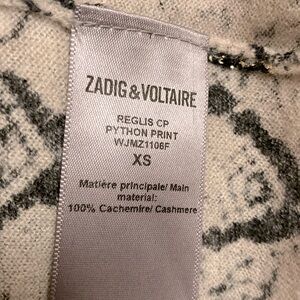 ZADIG&VOLTAIRE
REGLIS CP
PYTHON PRINT
WJMZ1106F
XS
Matière principale/ Main
material:
100% Cachemire/ Cashmere